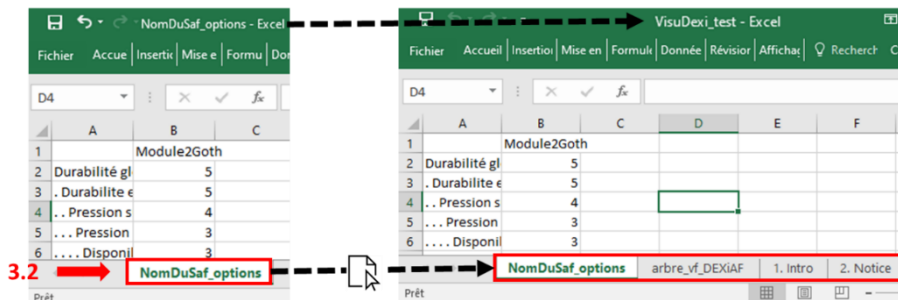 NomDuSaf_options - Excel
Fichier Accue Insertic Mise e Formu Dor
D4 fx
A B C
1 Module2Goth
2 Durabilité gl 5
3 . Durabilite e 5
4 . . Pression s 4
5 . . . Pression 3
6 . . . . Disponil 3
3.2 NomDuSaf_options
Prêt
VisuDexi_test - Excel
Fichier Accueil Insertion Mise en Formule Donnée Révisior Affichag Recherch C
D4 fx
A B C D E F
1 Module2Goth
2 Durabilité gl 5
3 . Durabilite e 5
4 . . Pression s 4
5 . . . Pression 3
6 . . . . Disponil 3
NomDuSaf_options arbre_vf_DEXiAF 1. Intro 2. Notice
Prêt